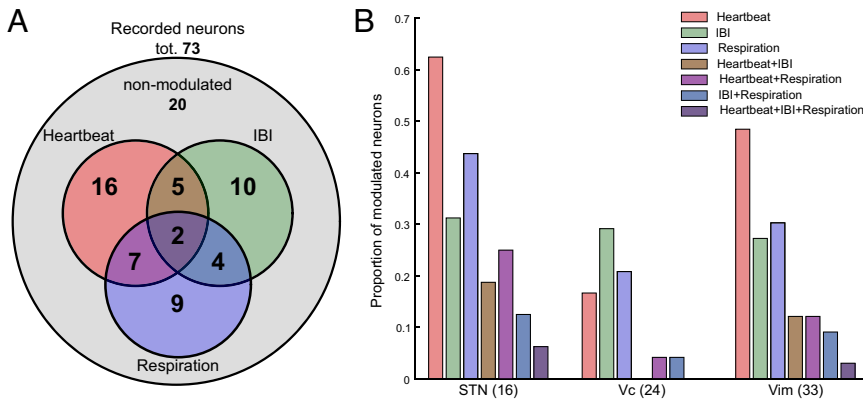 A
Recorded neurons
tot. 73
non-modulated
20
Heartbeat
IBI
16
5
10
2
7
4
9
Respiration
B
Proportion of modulated neurons
0.7
0.6
0.5
0.4
0.3
0.2
0.1
0
Heartbeat
IBI
Respiration
Heartbeat+IBI
Heartbeat+Respiration
IBI+Respiration
Heartbeat+IBI+Respiration
STN (16)
Vc (24)
Vim (33)